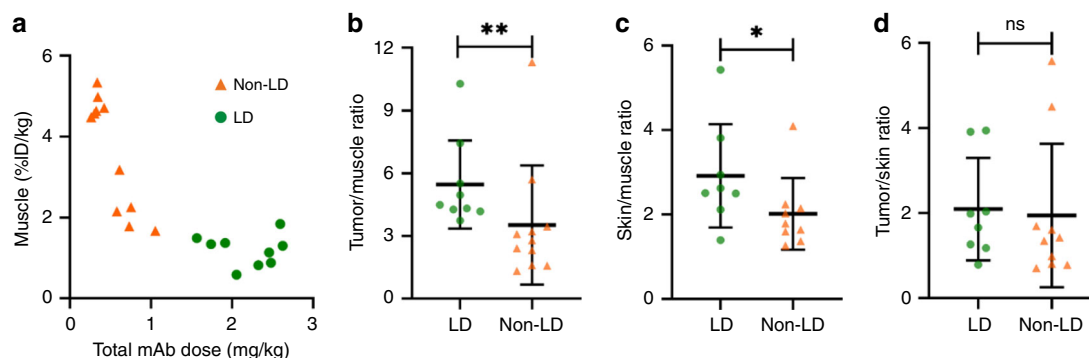 a
Muscle (%ID/kg)
6
4
2
0
0
1
2
3
Total mAb dose (mg/kg)
Non-LD
LD
b
Tumor/muscle ratio
12
9
6
3
0
**
LD
Non-LD
c
Skin/muscle ratio
6
4
2
0
*
LD
Non-LD
d
Tumor/skin ratio
6
4
2
0
ns
LD
Non-LD